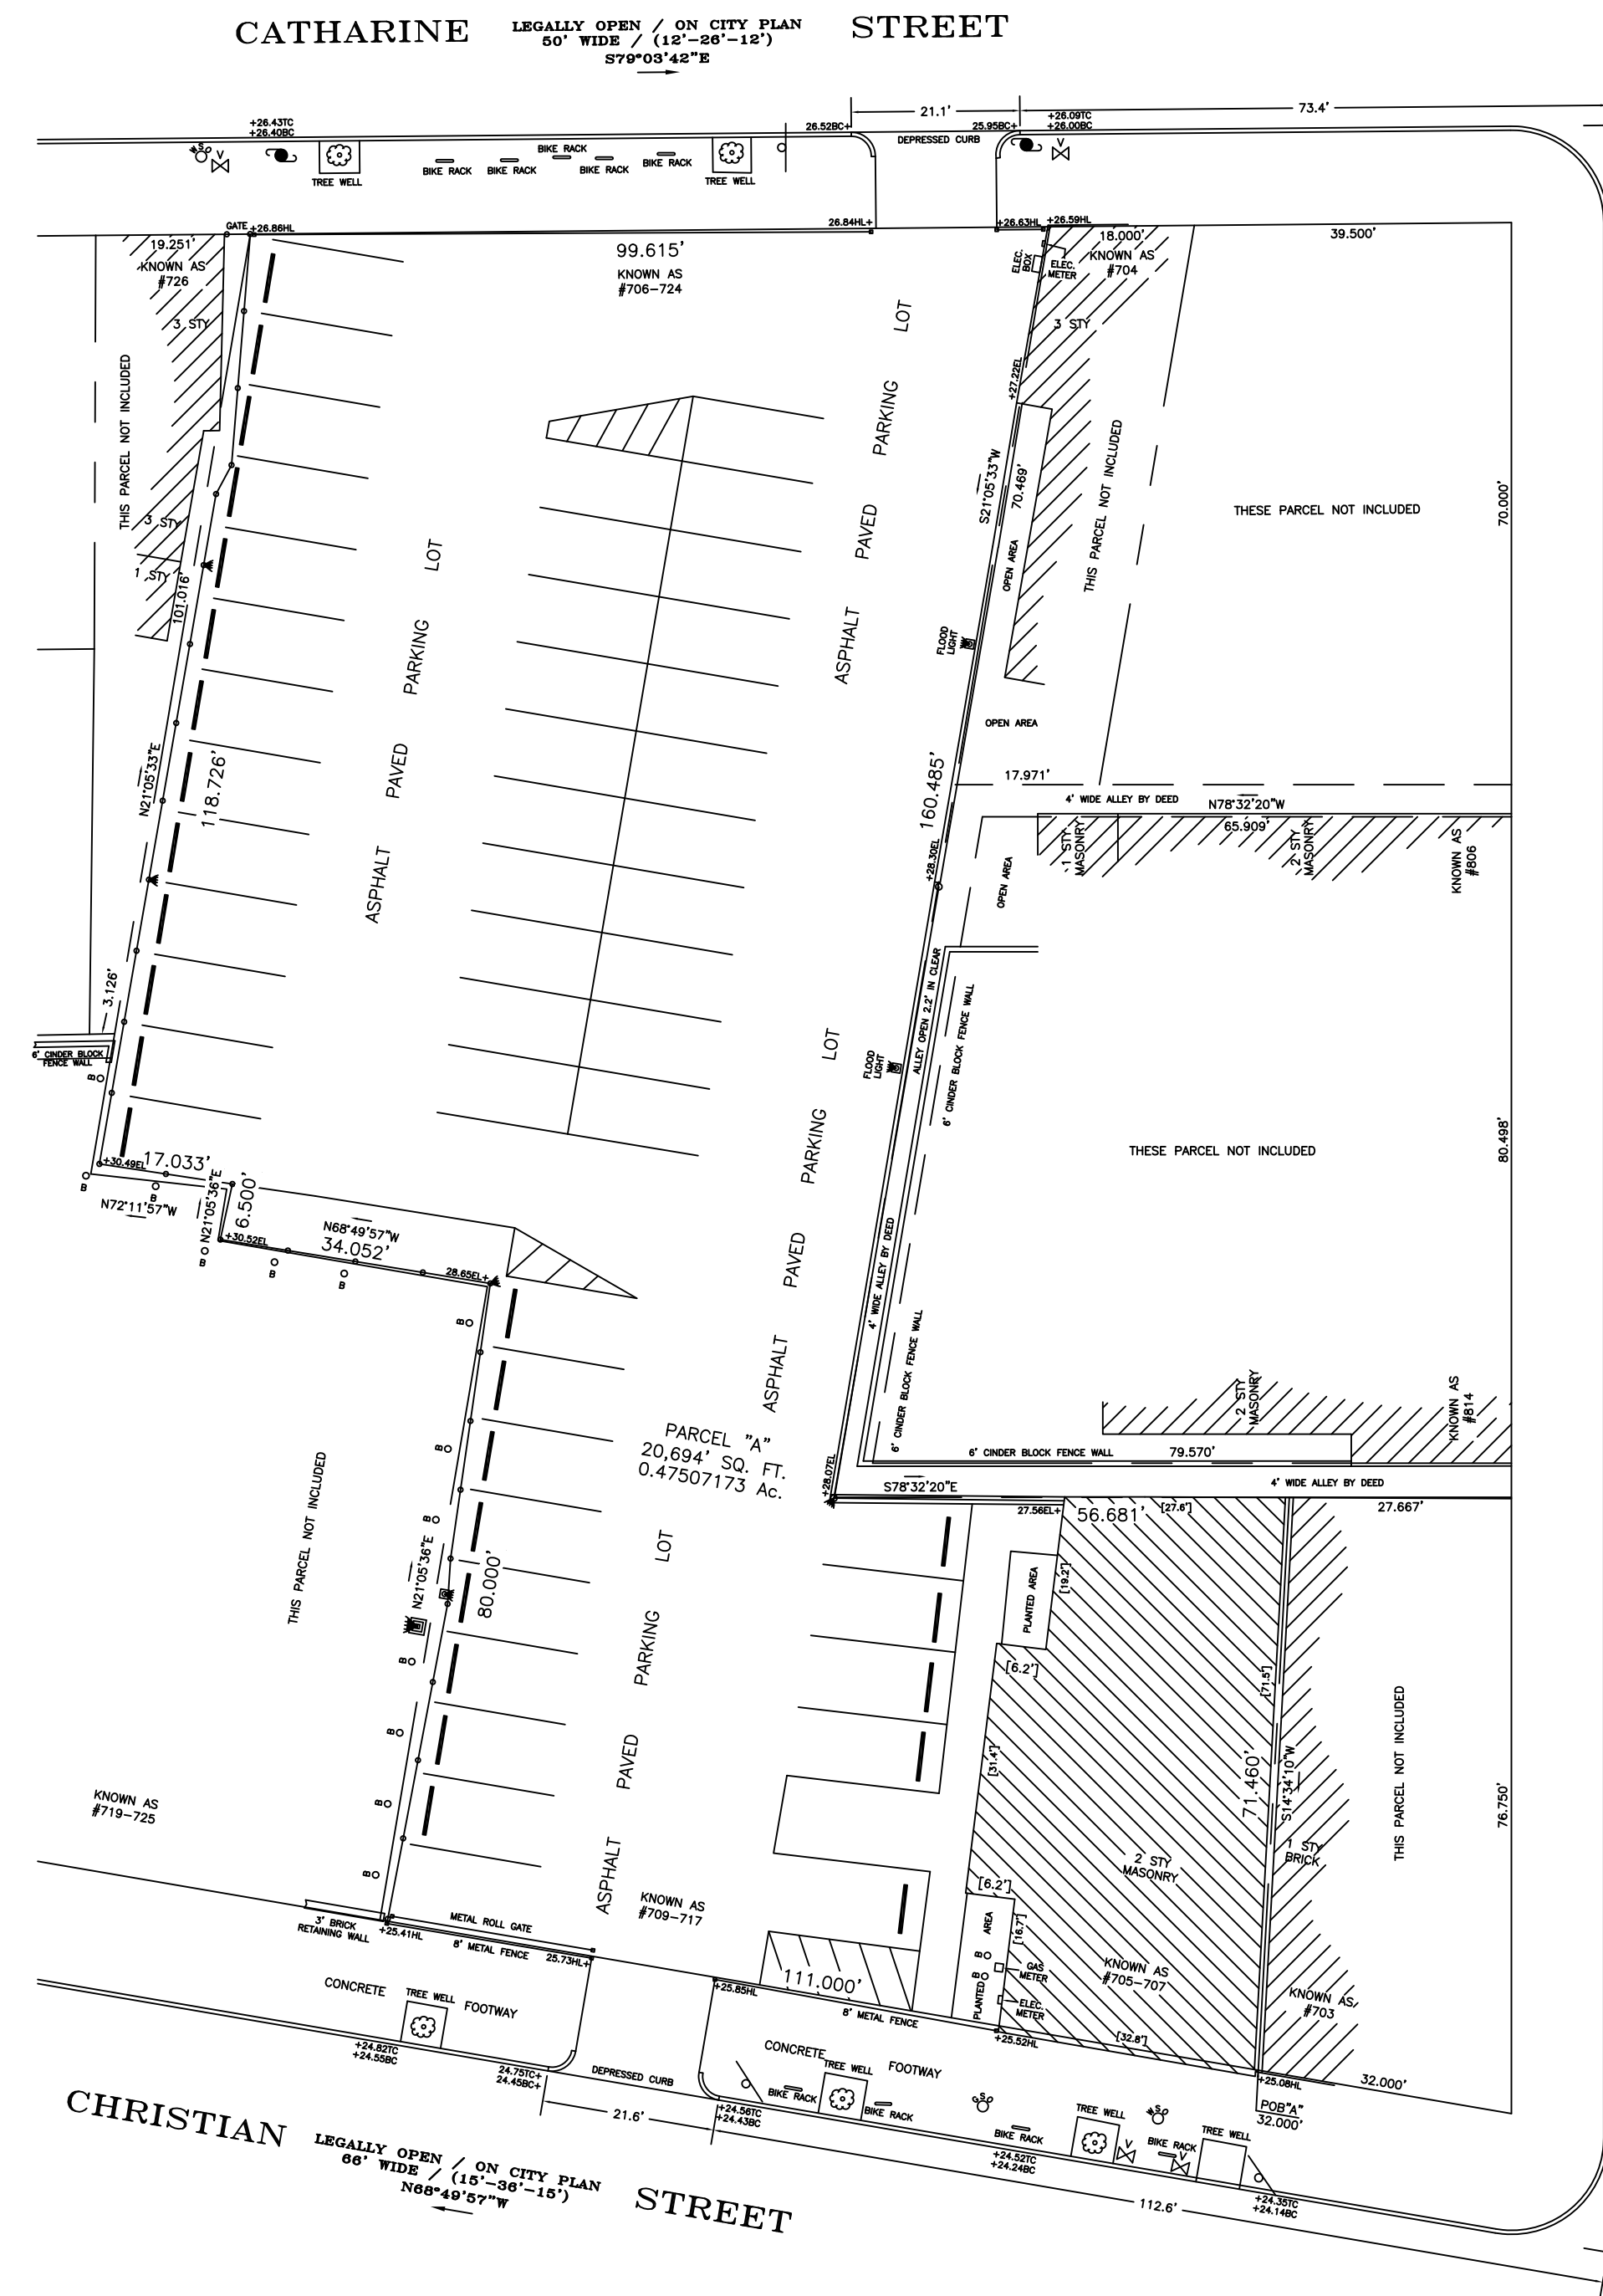 CATHARINE STREET
LEGALLY OPEN / ON CITY PLAN
50' WIDE / (12'-26'-12')
S79°03'42"E
21.1'
73.4'
+26.43TC
+26.40BC
26.52BC+
DEPRESSED CURB
25.95BC+
+26.09TC
+26.00BC
S
V
TREE WELL
BIKE RACK
BIKE RACK
BIKE RACK
BIKE RACK
BIKE RACK
TREE WELL
V
GATE
+26.86HL
26.84HL+
+26.63HL
+26.59HL
19.251'
KNOWN AS
#726
3 STY
99.615'
KNOWN AS
#706-724
ELEC.
BOX
ELEC.
METER
18.000'
KNOWN AS
#704
3 STY
39.500'
THIS PARCEL NOT INCLUDED
3 STY
1 STY
101.016'
+27.22EL
S21°05'33"W
70.469'
OPEN AREA
THIS PARCEL NOT INCLUDED
THESE PARCEL NOT INCLUDED
70.000'
ASPHALT PAVED PARKING LOT
ASPHALT PAVED PARKING LOT
FLOOD
LIGHT
OPEN AREA
N21°05'33"E
118.726'
160.485'
17.971'
4' WIDE ALLEY BY DEED
N78°32'20"W
65.909'
1 STY
MASONRY
2 STY
MASONRY
KNOWN AS
#806
+28.30EL
OPEN AREA
3.126'
6' CINDER BLOCK
FENCE WALL
B
ALLEY OPEN 2.2' IN CLEAR
6' CINDER BLOCK FENCE WALL
FLOOD
LIGHT
THESE PARCEL NOT INCLUDED
80.498'
+30.49EL
17.033'
B
B
N72°11'57"W
N21°05'36"E
6.500'
+30.52EL
N68°49'57"W
34.052'
28.65EL+
B
B
B
4' WIDE ALLEY BY DEED
6' CINDER BLOCK FENCE WALL
ASPHALT PAVED PARKING LOT
B
2 STY
MASONRY
KNOWN AS
#814
PARCEL "A"
20,694' SQ. FT.
0.47507173 Ac.
6' CINDER BLOCK FENCE WALL
79.570'
+28.07EL
S78°32'20"E
4' WIDE ALLEY BY DEED
27.56EL+
56.681'
[27.6']
27.667'
THIS PARCEL NOT INCLUDED
B
B
N21°05'36"E
80.000'
PLANTED AREA
[19.2']
[6.2']
[71.5']
B
ASPHALT PAVED PARKING LOT
B
[31.4']
71.460'
S14°34'10"W
THIS PARCEL NOT INCLUDED
76.750'
KNOWN AS
#719-725
B
B
2 STY
MASONRY
1 STY
BRICK
[6.2']
KNOWN AS
#709-717
PLANTED AREA
[16.7']
B
B
GAS
METER
ELEC.
METER
KNOWN AS
#705-707
KNOWN AS
#703
3' BRICK
RETAINING WALL
+25.41HL
METAL ROLL GATE
8' METAL FENCE
25.73HL+
+25.85HL
111.000'
8' METAL FENCE
+25.52HL
[32.8']
+25.08HL
32.000'
POB"A"
32.000'
CONCRETE FOOTWAY
TREE WELL
+24.82TC
+24.55BC
24.75TC+
24.45BC+
DEPRESSED CURB
CONCRETE FOOTWAY
BIKE RACK
TREE WELL
BIKE RACK
S
BIKE RACK
TREE WELL
V
S
BIKE RACK
V
TREE WELL
21.6'
+24.56TC
+24.43BC
+24.52TC
+24.24BC
+24.35TC
+24.14BC
112.6'
CHRISTIAN STREET
LEGALLY OPEN / ON CITY PLAN
66' WIDE / (15'-36'-15')
N68°49'57"W